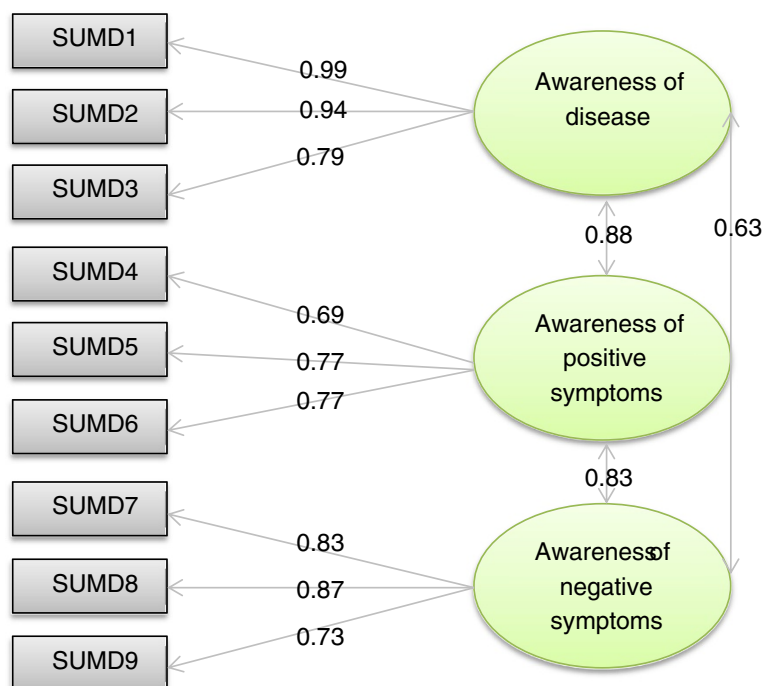 SUMD1
0.99
Awareness of
disease
SUMD2
0.94
SUMD3
0.79
0.88
0.63
SUMD4
0.69
Awareness of
positive
symptoms
SUMD5
0.77
SUMD6
0.77
0.83
SUMD7
0.83
Awareness of
negative
symptoms
SUMD8
0.87
SUMD9
0.73